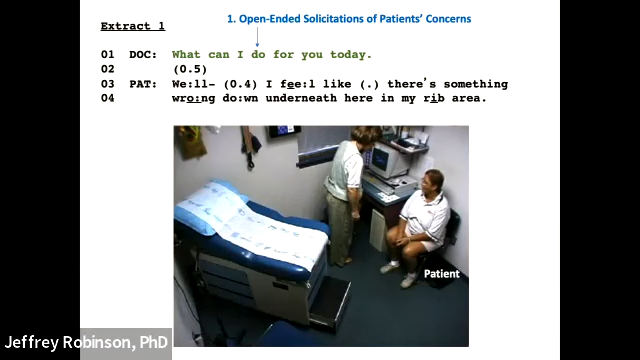 1. Open-Ended Solicitations of Patients' Concerns
Extract 1
01 DOC: What can I do for you today.
02 (0.5)
03 PAT: We:ll- (0.4) I fee:l like (.) there's something
04 wro:ng do:wn underneath here in my rib area.
Patient
Jeffrey Robinson, PhD